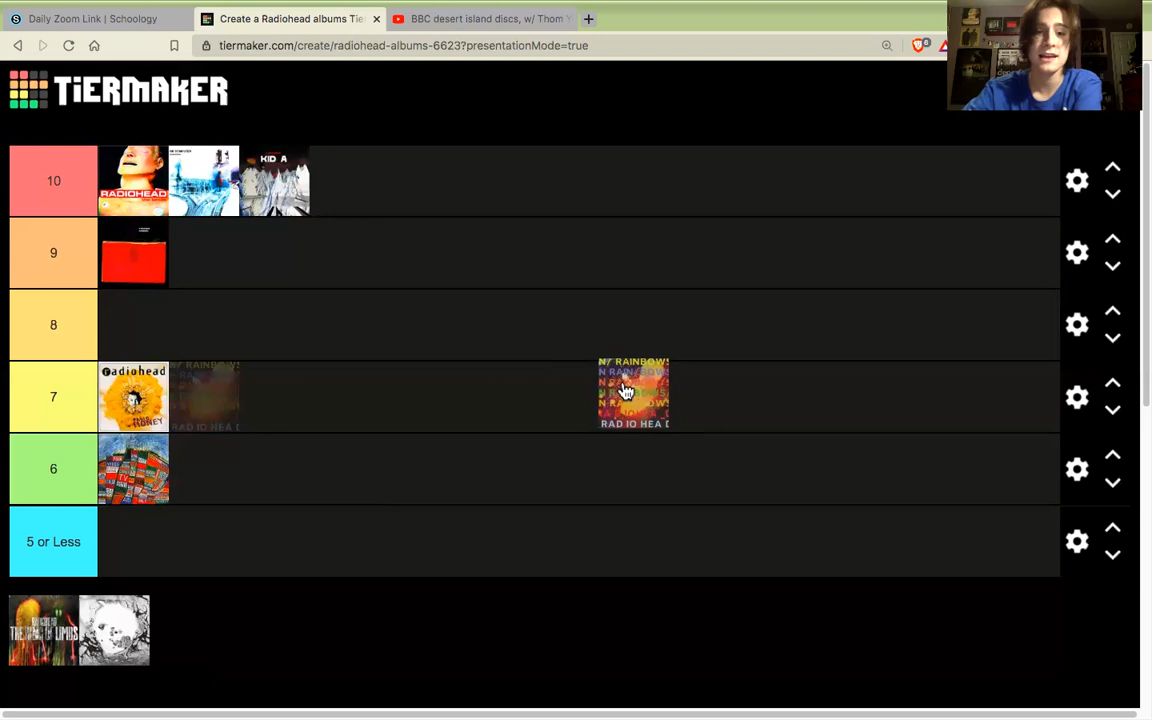 Daily Zoom Link | Schoology
Create a Radiohead albums Tie
BBC desert island discs, w/ Thom Y
tiermaker.com/create/radiohead-albums-6623?presentationMode=true
6
TiERMAKER
10
RADIOHEAD
KID A
9
8
7
radiohead
HONEY
IN RAINBOWS
RAD IO HEA D
6
5 or Less
THE KING OF LIMBS